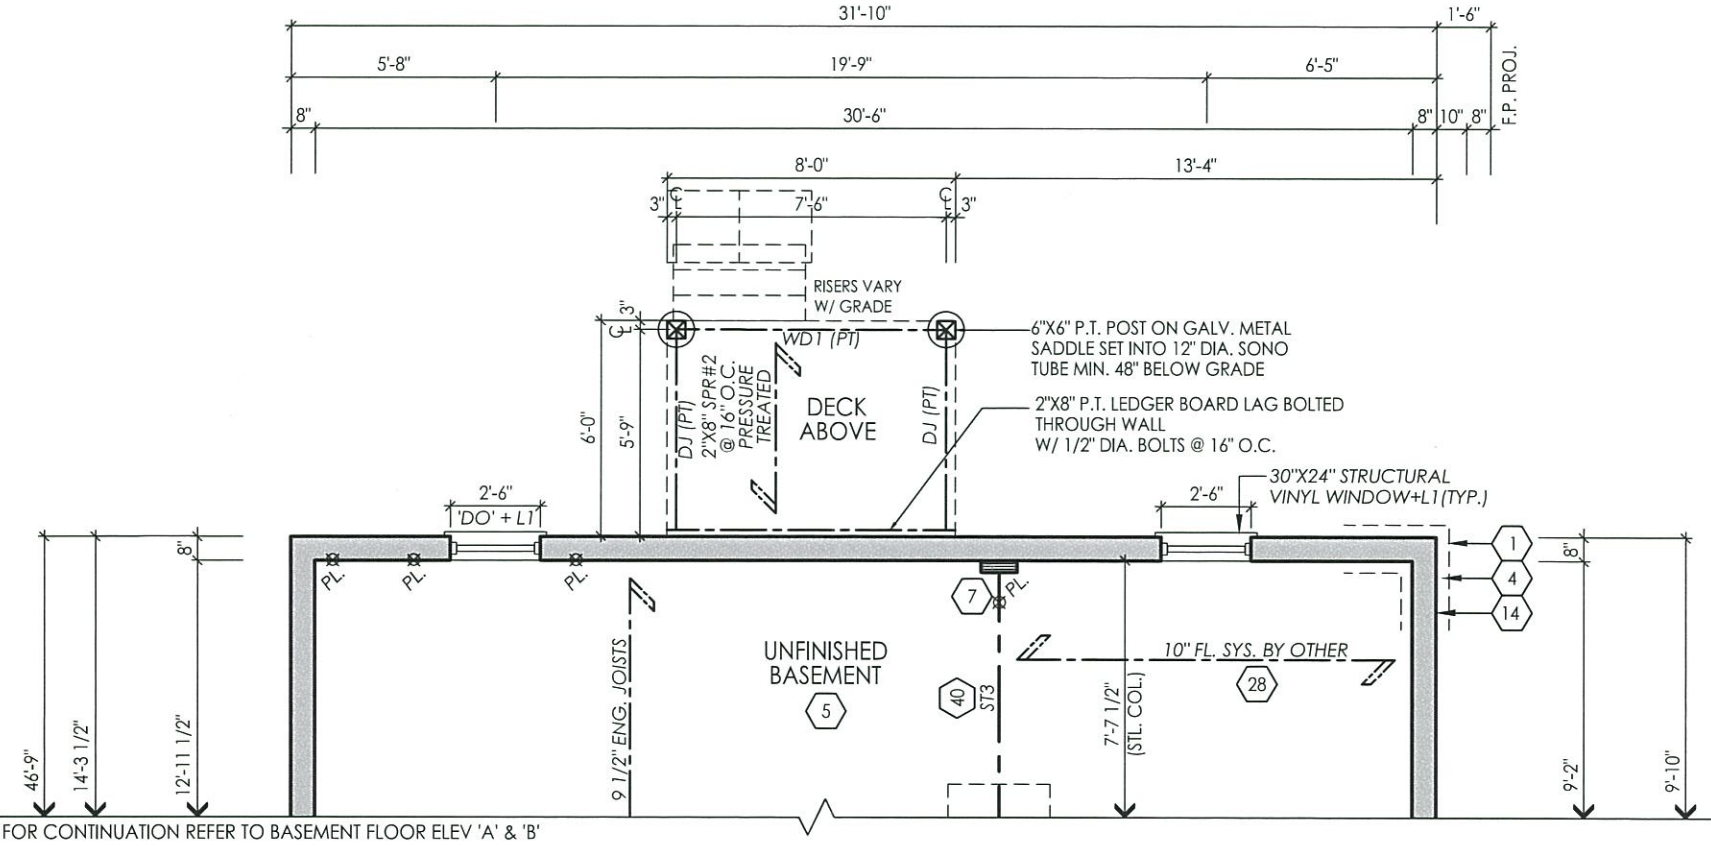 31'-10"
1'-6"
5'-8"
19'-9"
6'-5"
F.P. PROJ.
8"
30'-6"
8"
10"
8"
8'-0"
13'-4"
3"
7'-6"
3"
RISERS VARY
W/ GRADE
3"
WD1 (PT)
6"X6" P.T. POST ON GALV. METAL
SADDLE SET INTO 12" DIA. SONO
TUBE MIN. 48" BELOW GRADE
6'-0"
5'-9"
DJ (PT)
2"X8" SPR#2
@ 16" O.C.
PRESSURE
TREATED
DECK
ABOVE
DJ (PT)
2"X8" P.T. LEDGER BOARD LAG BOLTED
THROUGH WALL
W/ 1/2" DIA. BOLTS @ 16" O.C.
30"X24" STRUCTURAL
VINYL WINDOW+L1(TYP.)
2'-6"
'DO' + L1
2'-6"
8"
PL.
PL.
PL.
7
PL.
1
4
14
8"
UNFINISHED
BASEMENT
5
9 1/2" ENG. JOISTS
40
ST3
10" FL. SYS. BY OTHER
28
7'-7 1/2"
(STL. COL.)
46'-9"
14'-3 1/2"
12'-11 1/2"
9'-2"
9'-10"
FOR CONTINUATION REFER TO BASEMENT FLOOR ELEV 'A' & 'B'